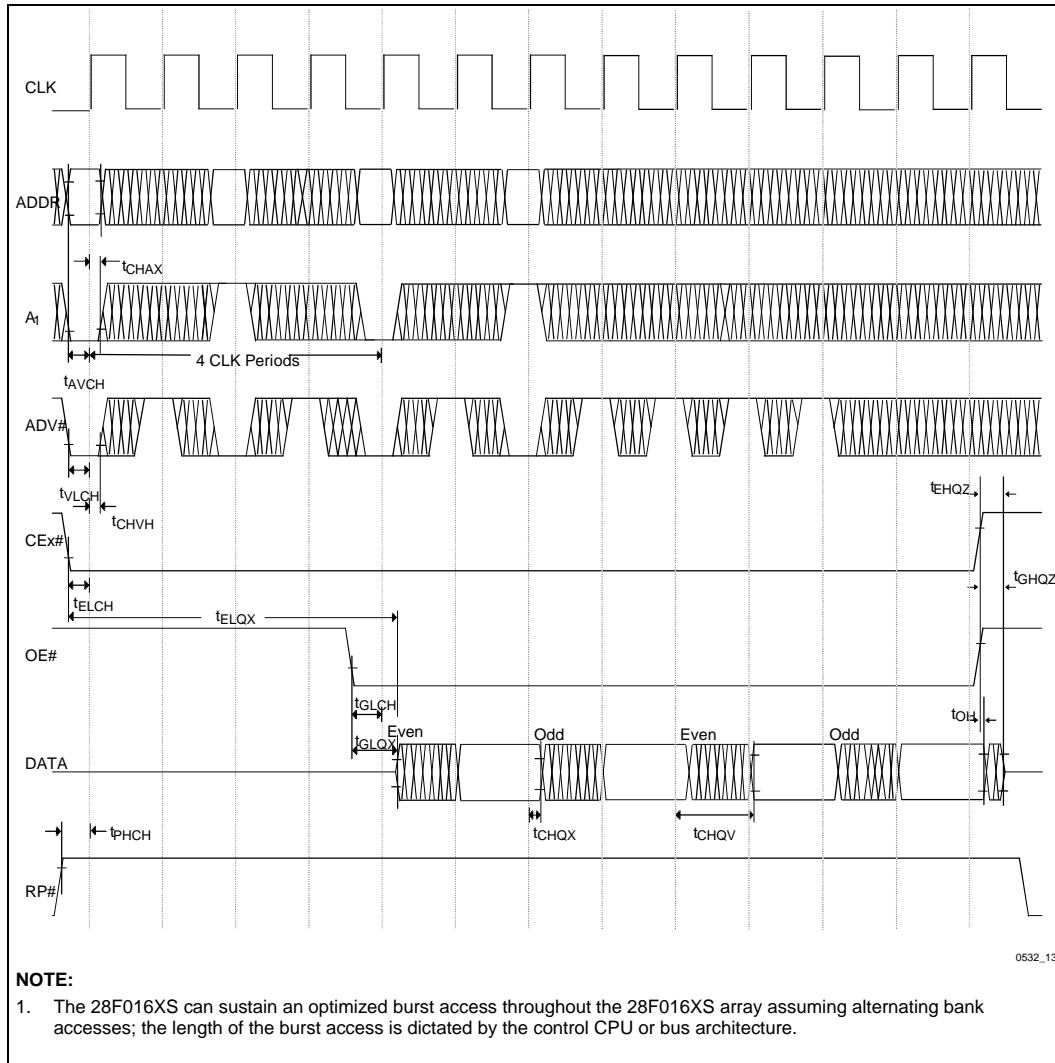 CLK
ADDR
tCHAX
A1
4 CLK Periods
tAVCH
ADV#
tEHQZ
tVLCH
tCHVH
CEx#
tGHQZ
tELCH
tELQX
OE#
tGLCH
tOH
tGLQX
Even
Odd
Even
Odd
DATA
tCHQX
tCHQV
tPHCH
RP#
0532_13
NOTE:
1. The 28F016XS can sustain an optimized burst access throughout the 28F016XS array assuming alternating bank
accesses; the length of the burst access is dictated by the control CPU or bus architecture.